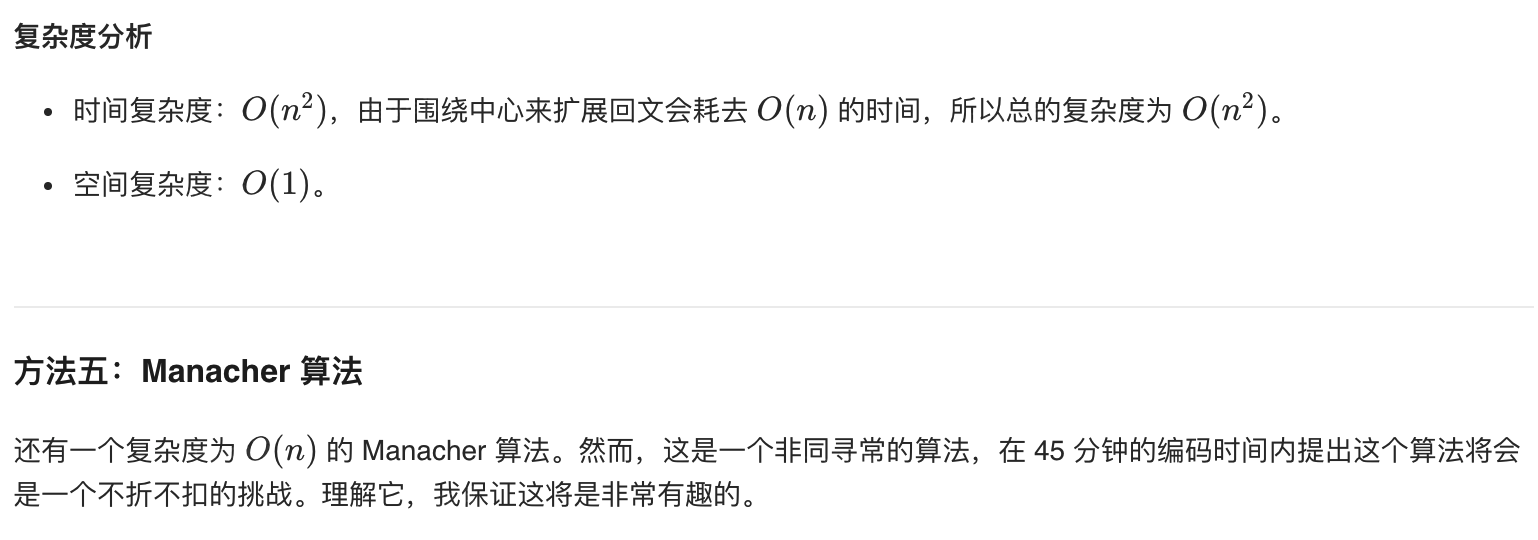 复杂度分析
• 时间复杂度：O(n²)，由于围绕中心来扩展回文会耗去 O(n) 的时间，所以总的复杂度为 O(n²)。
• 空间复杂度：O(1)。
方法五：Manacher 算法
还有一个复杂度为 O(n) 的 Manacher 算法。然而，这是一个非同寻常的算法，在 45 分钟的编码时间内提出这个算法将会
是一个不折不扣的挑战。理解它，我保证这将是非常有趣的。